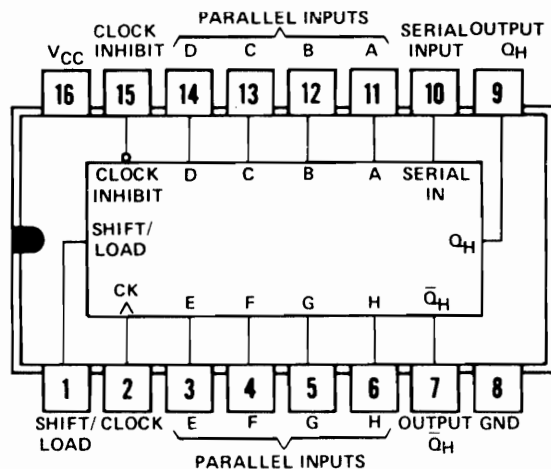 PARALLEL INPUTS
CLOCK INHIBIT
D C B A
SERIAL INPUT
OUTPUT QH
VCC
16 15 14 13 12 11 10 9
CLOCK INHIBIT
D C B A
SERIAL IN
SHIFT/LOAD
QH
CK
E F G H Q̅H
1 2 3 4 5 6 7 8
SHIFT/LOAD
CLOCK
E F G H
OUTPUT Q̅H
GND
PARALLEL INPUTS